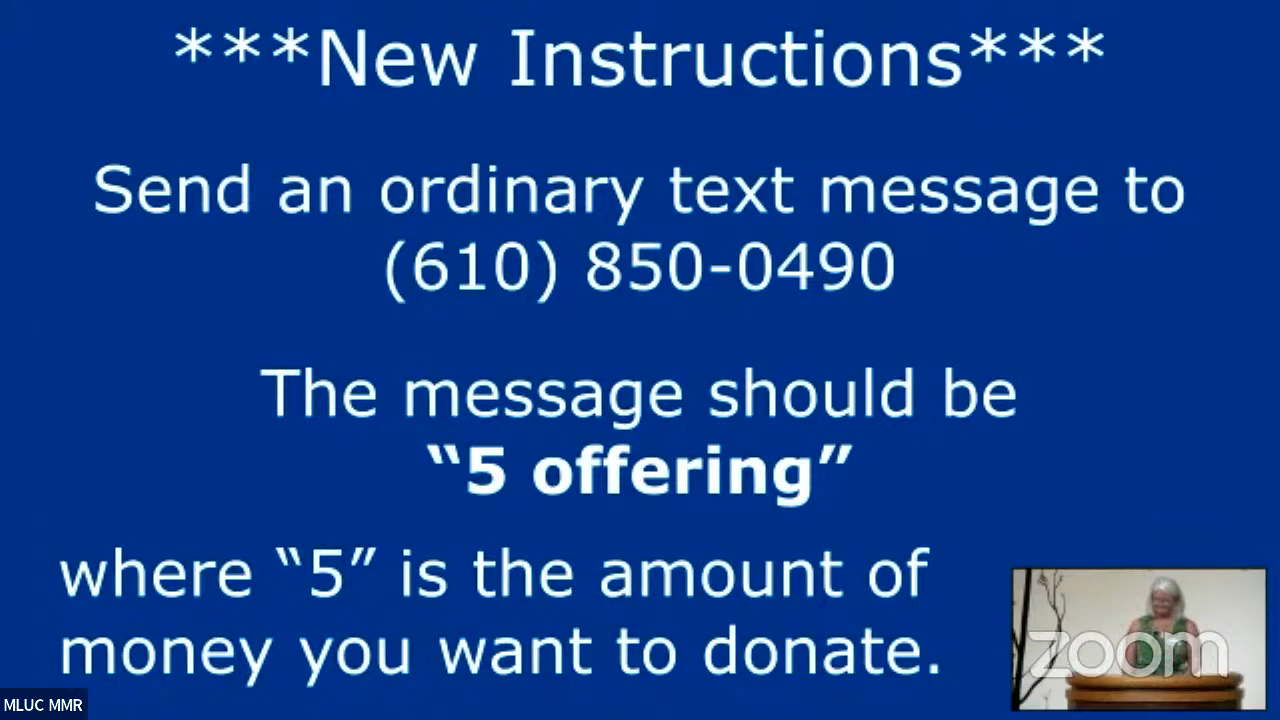 ***New Instructions***
Send an ordinary text message to
(610) 850-0490
The message should be
“5 offering”
where “5” is the amount of
money you want to donate.
zoom
MLUC MMR